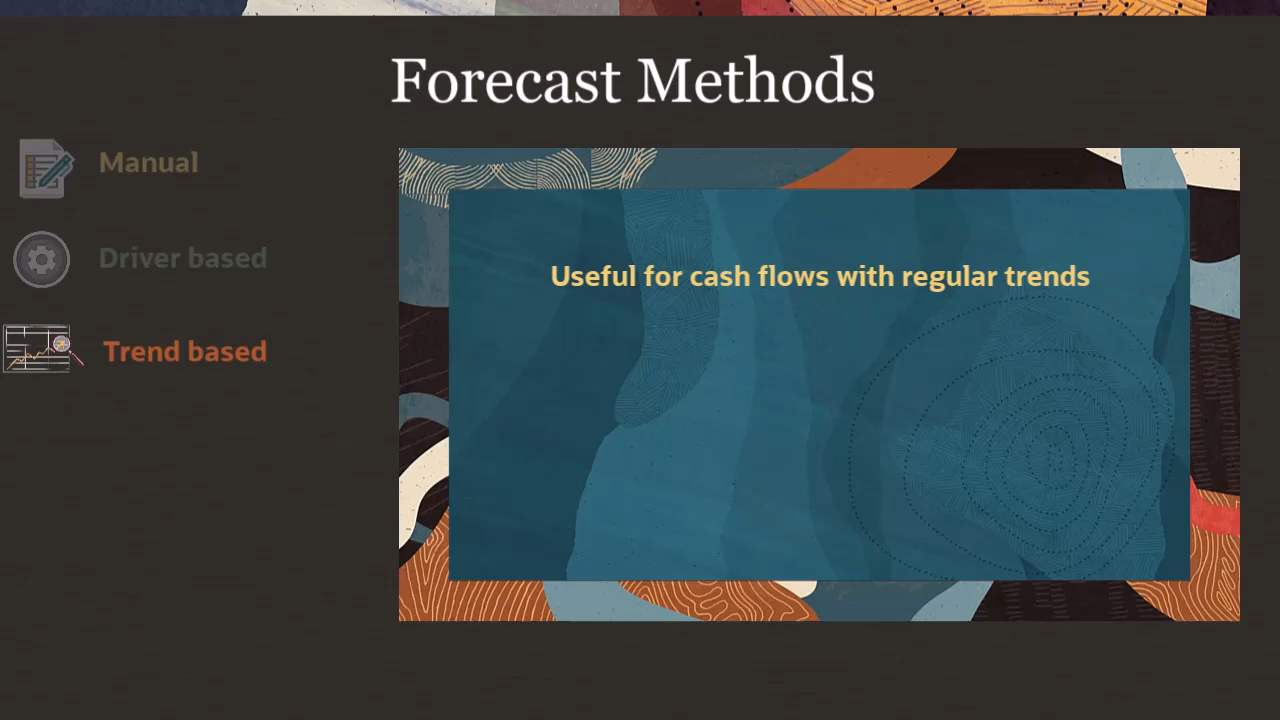 Forecast Methods
Manual
Driver based
Trend based
Useful for cash flows with regular trends